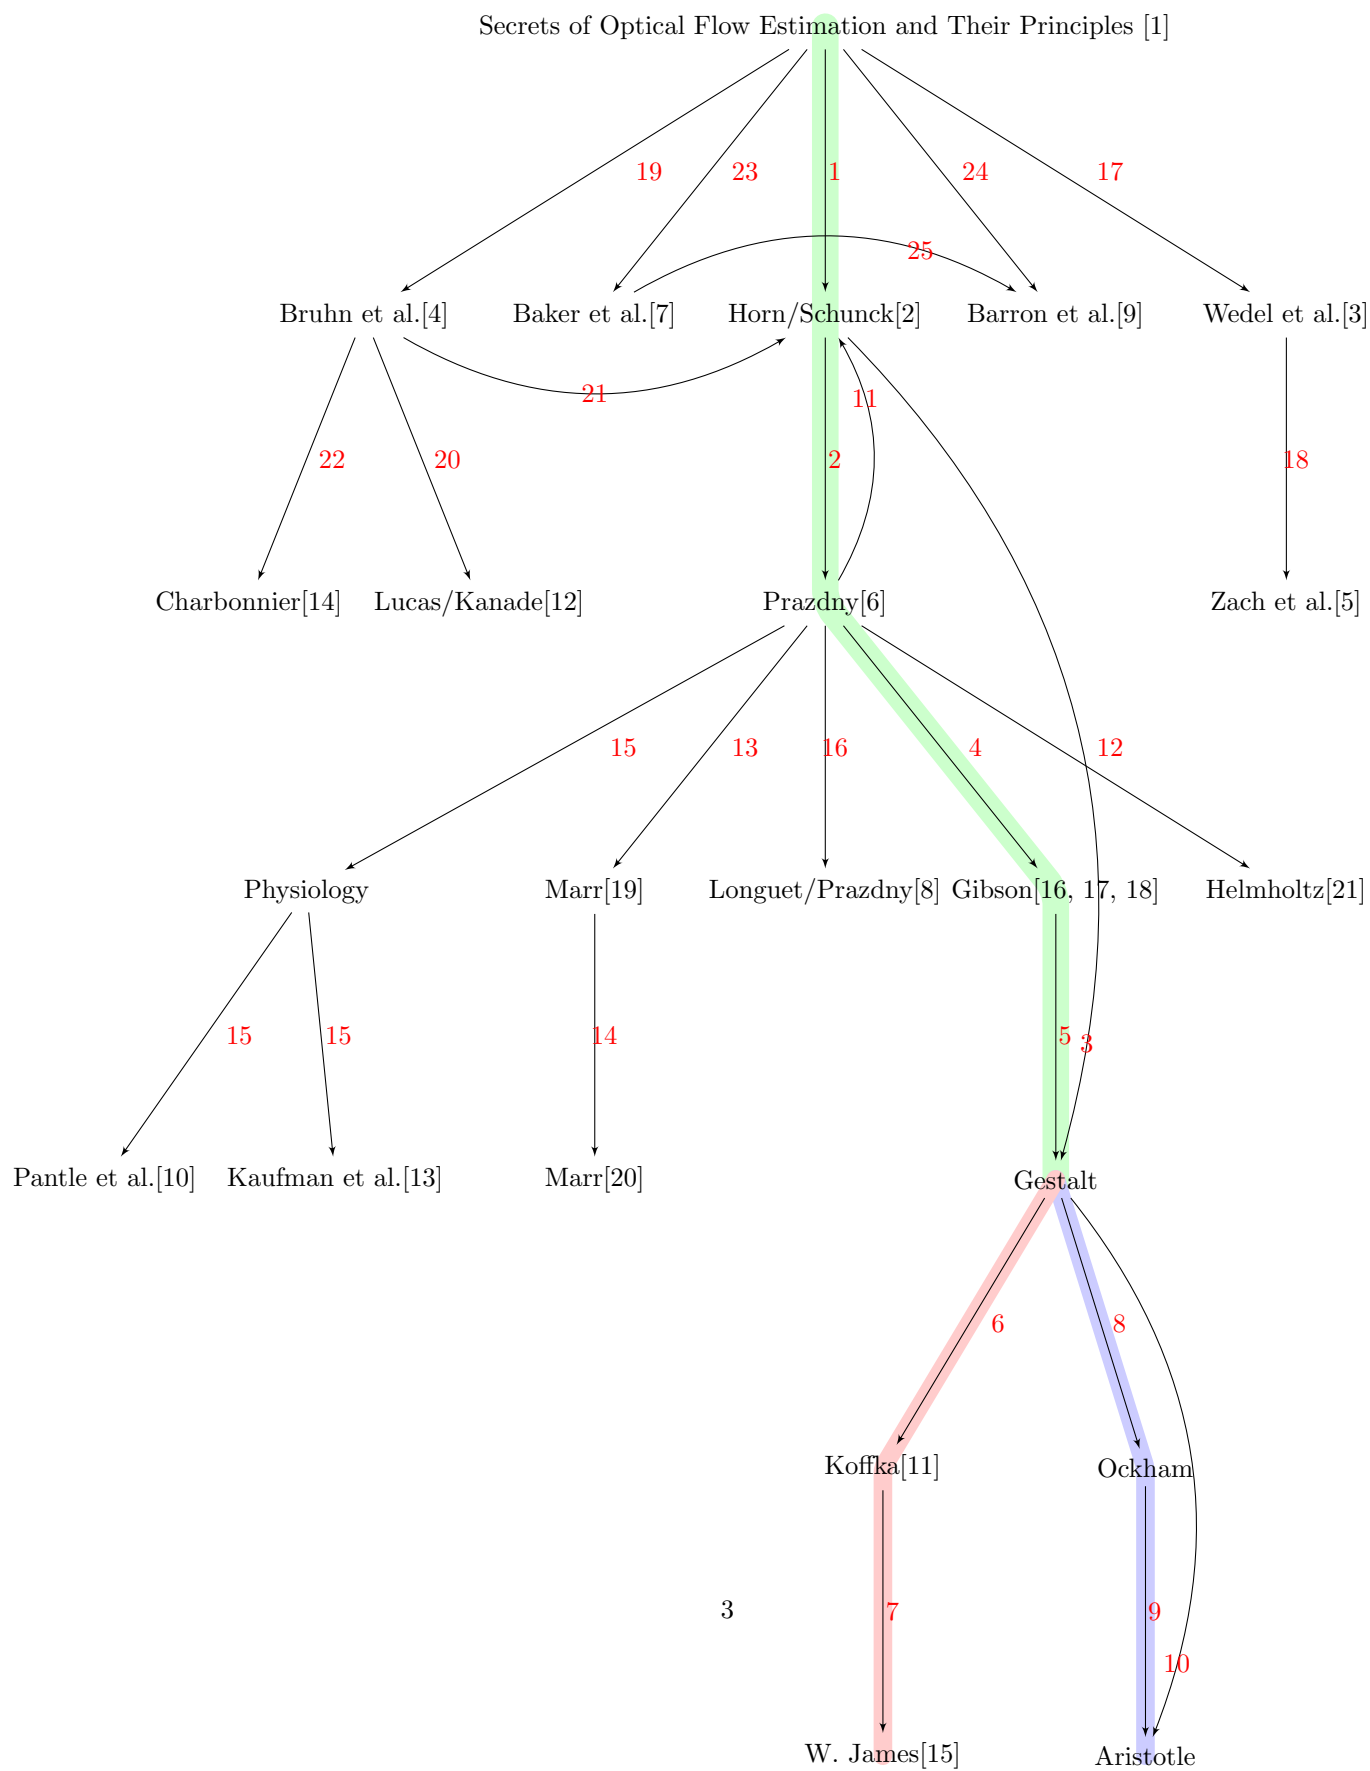 Secrets of Optical Flow Estimation and Their Principles [1]
19 23 1 24 17
25
Bruhn et al.[4] Baker et al.[7] Horn/Schunck[2] Barron et al.[9] Wedel et al.[3]
21 11
22 20 2 18
Charbonnier[14] Lucas/Kanade[12] Prazdny[6] Zach et al.[5]
15 13 16 4 12
Physiology Marr[19] Longuet/Prazdny[8] Gibson[16, 17, 18] Helmholtz[21]
15 15 14 5 3
Pantle et al.[10] Kaufman et al.[13] Marr[20] Gestalt
6 8
Koffka[11] Ockham
3 7 9
10
W. James[15] Aristotle